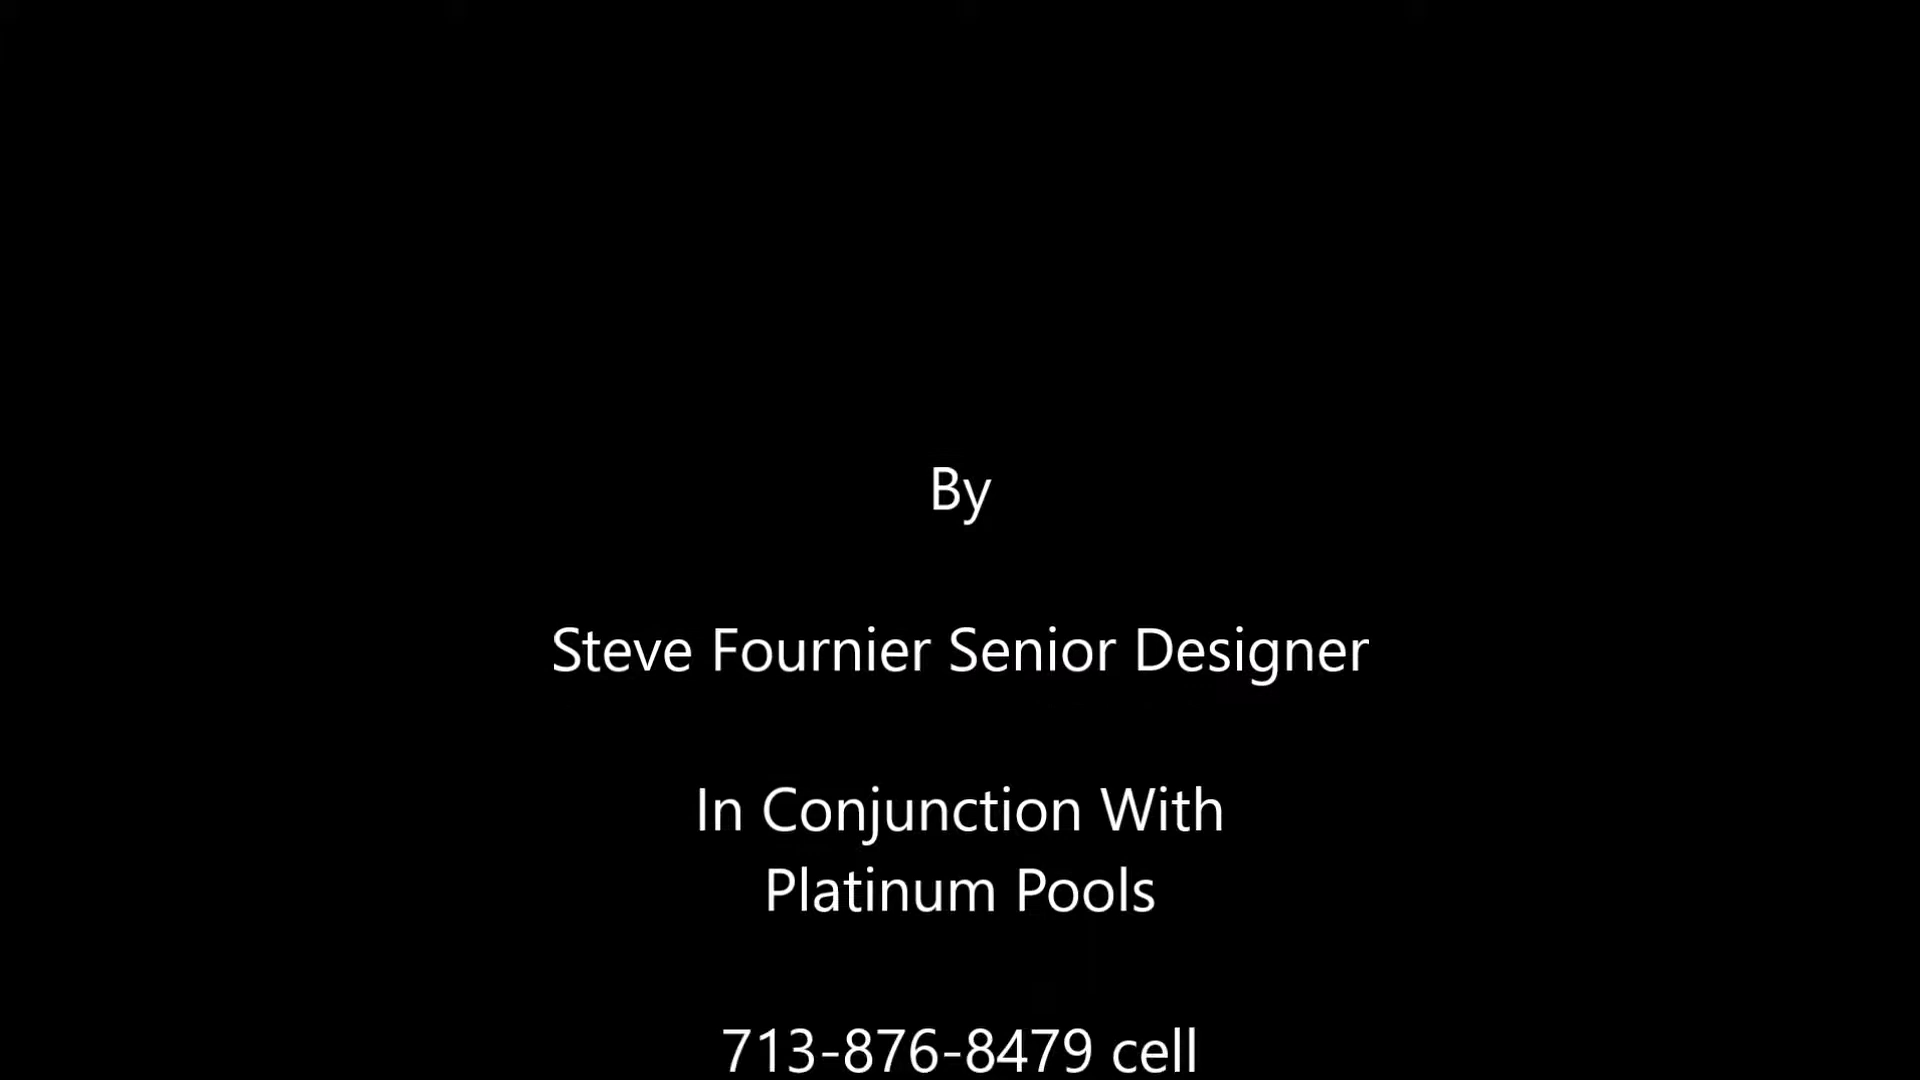 By
Steve Fournier Senior Designer
In Conjunction With
Platinum Pools
713-876-8479 cell